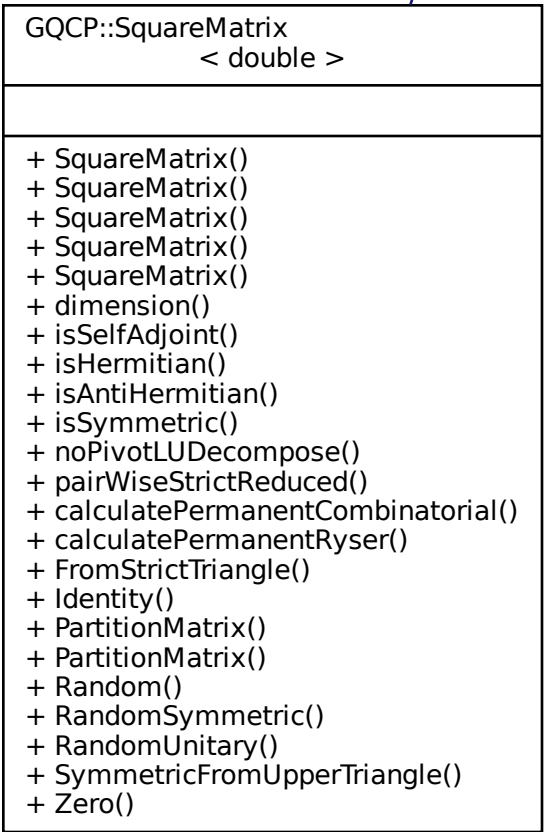 GQCP::SquareMatrix
< double >
+ SquareMatrix()
+ SquareMatrix()
+ SquareMatrix()
+ SquareMatrix()
+ SquareMatrix()
+ dimension()
+ isSelfAdjoint()
+ isHermitian()
+ isAntiHermitian()
+ isSymmetric()
+ noPivotLUDecompose()
+ pairWiseStrictReduced()
+ calculatePermanentCombinatorial()
+ calculatePermanentRyser()
+ FromStrictTriangle()
+ Identity()
+ PartitionMatrix()
+ PartitionMatrix()
+ Random()
+ RandomSymmetric()
+ RandomUnitary()
+ SymmetricFromUpperTriangle()
+ Zero()